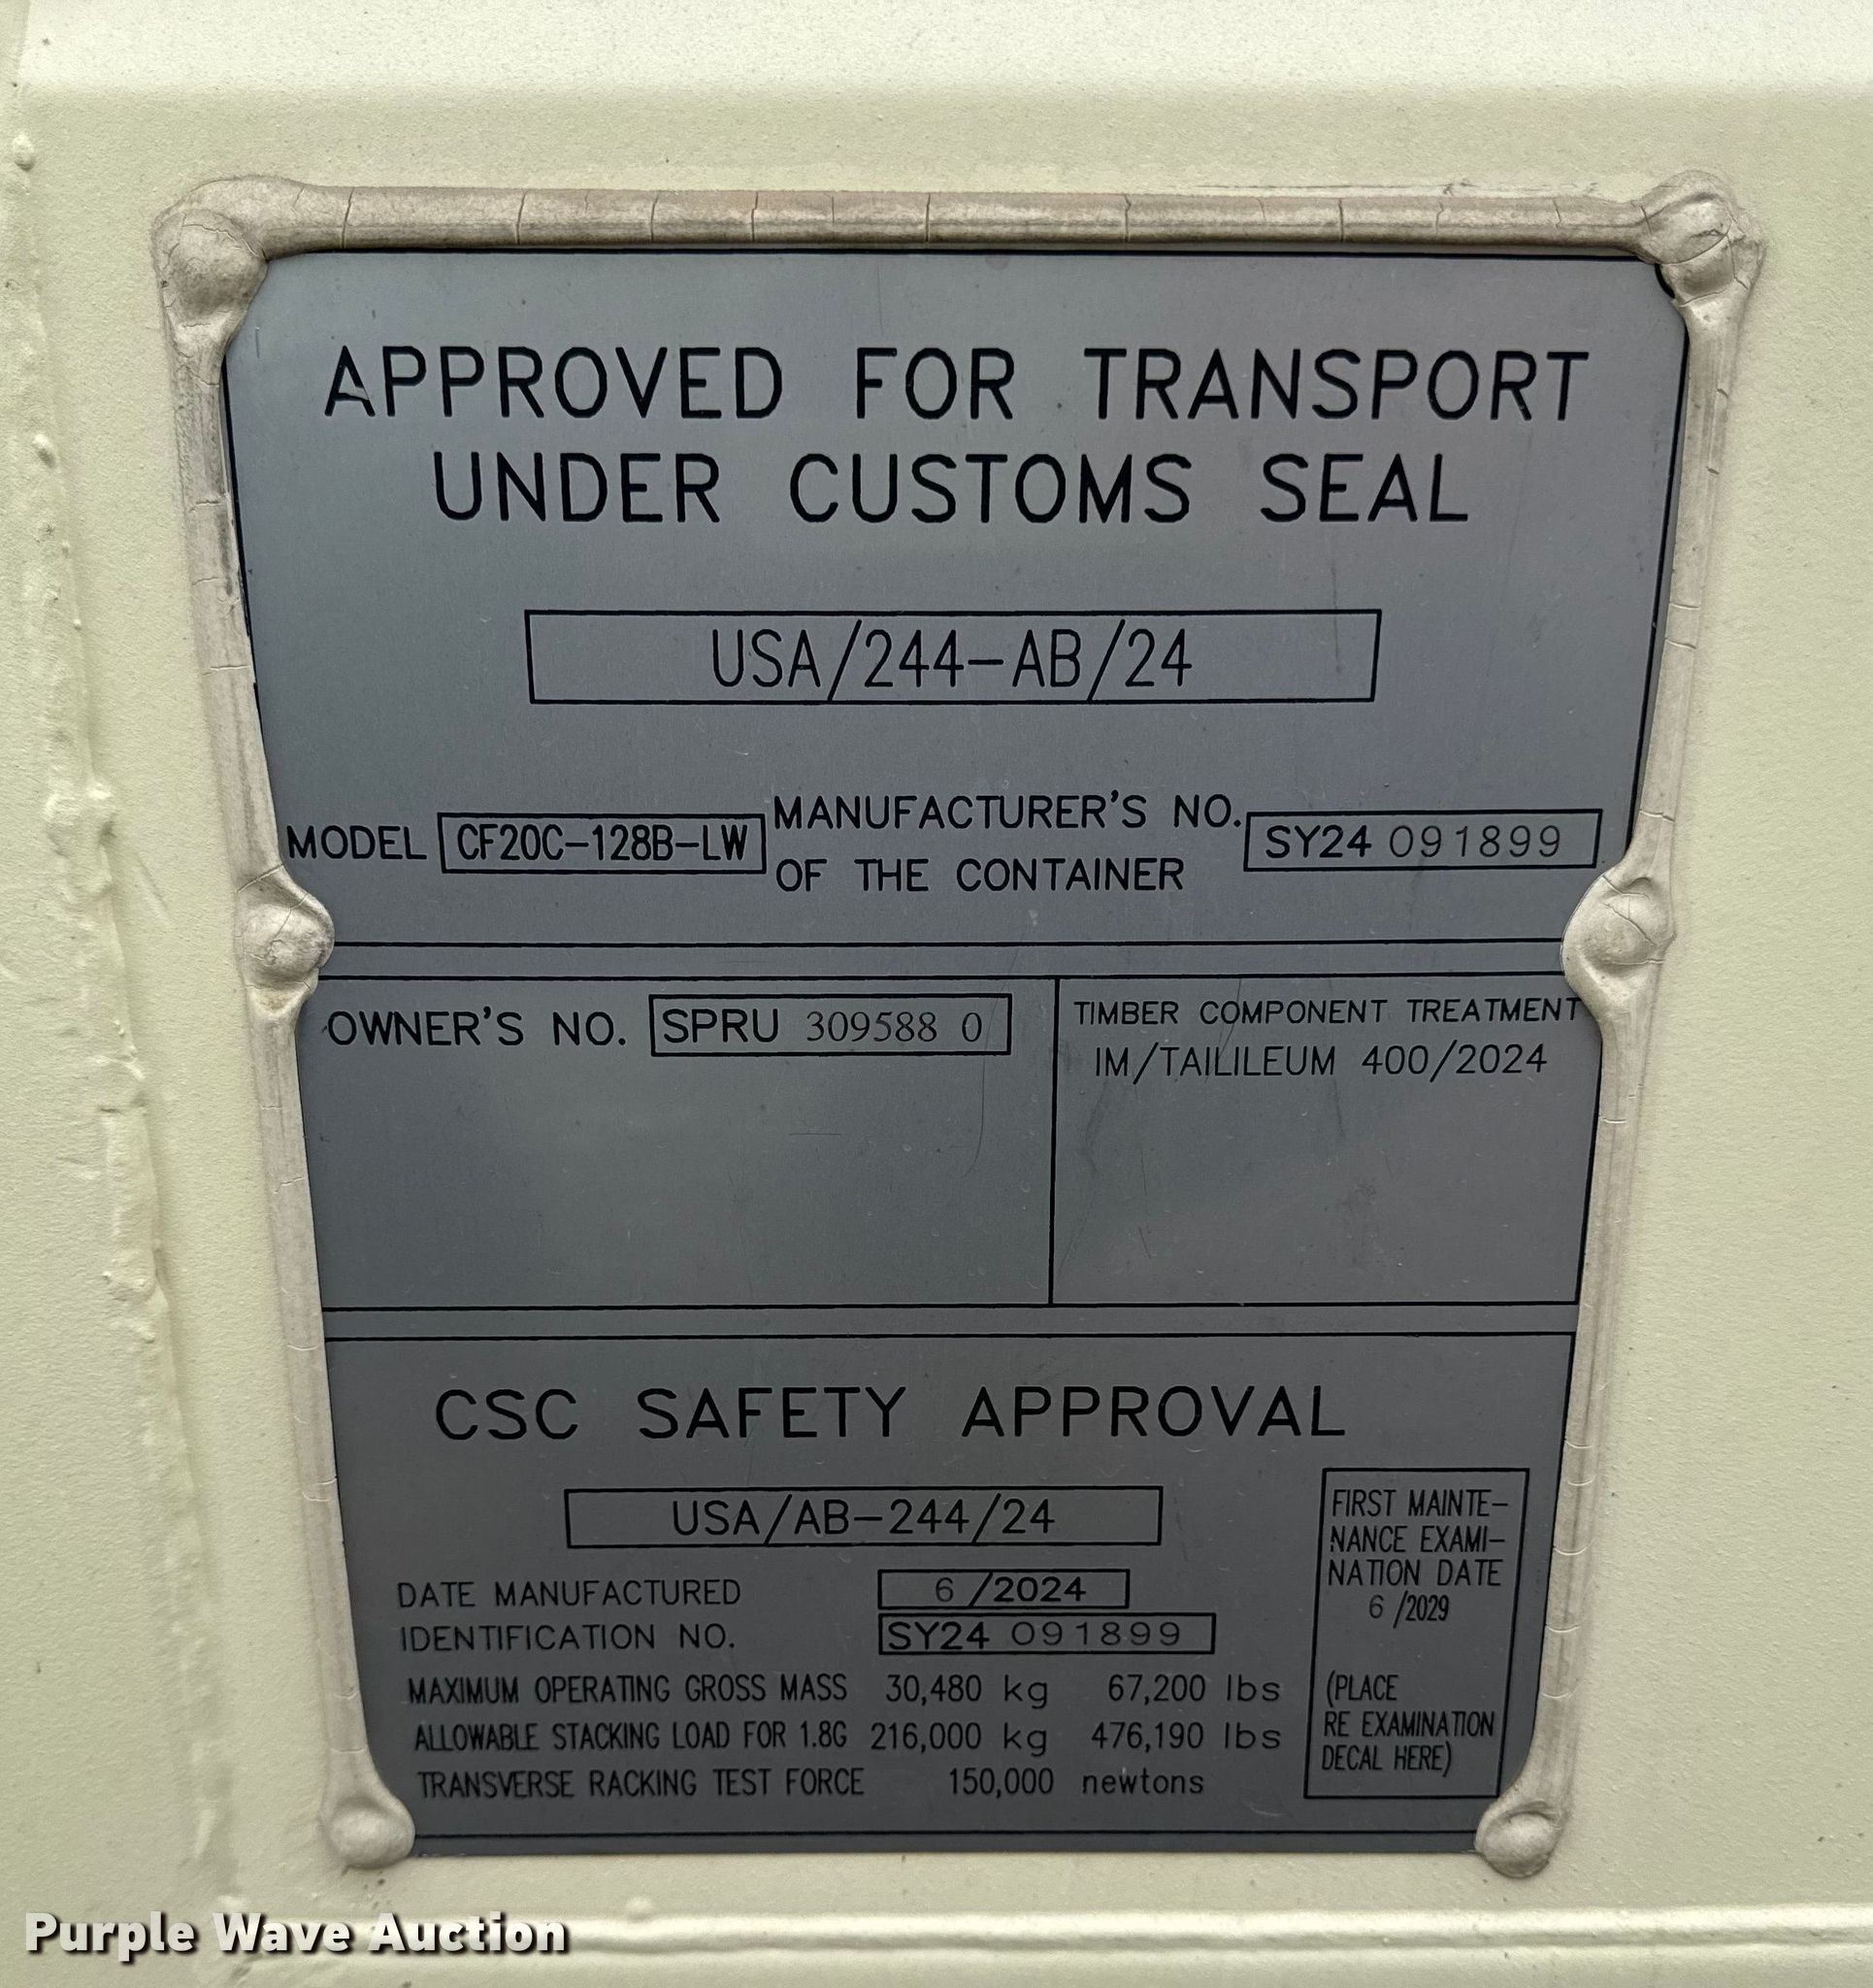 APPROVED FOR TRANSPORT
UNDER CUSTOMS SEAL
USA/244-AB/24
MODEL CF20C-128B-LW MANUFACTURER'S NO. OF THE CONTAINER SY24 091899
OWNER'S NO. SPRU 309588 0
TIMBER COMPONENT TREATMENT
IM/TAILILEUM 400/2024
CSC SAFETY APPROVAL
USA/AB-244/24
DATE MANUFACTURED 6 /2024
IDENTIFICATION NO. SY24 091899
MAXIMUM OPERATING GROSS MASS 30,480 kg 67,200 lbs
ALLOWABLE STACKING LOAD FOR 1.8G 216,000 kg 476,190 lbs
TRANSVERSE RACKING TEST FORCE 150,000 newtons
FIRST MAINTE-
NANCE EXAMI-
NATION DATE
6 /2029
(PLACE
RE EXAMINATION
DECAL HERE)
Purple Wave Auction